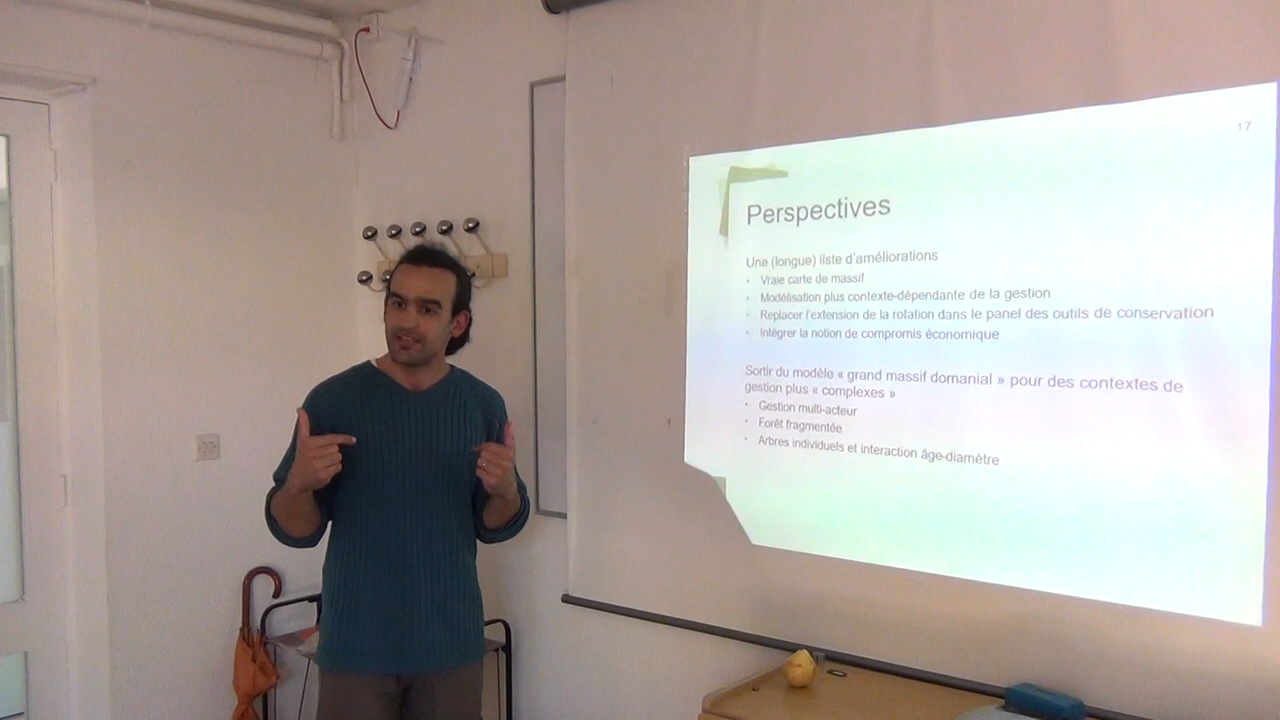 17
Perspectives
Une (longue) liste d'améliorations
• Vraie carte de massif
• Modélisation plus contexte-dépendante de la gestion
• Replacer l'extension de la rotation dans le panel des outils de conservation
• Intégrer la notion de compromis économique
Sortir du modèle « grand massif domanial » pour des contextes de
gestion plus « complexes »
• Gestion multi-acteur
• Forêt fragmentée
• Arbres individuels et interaction âge-diamètre